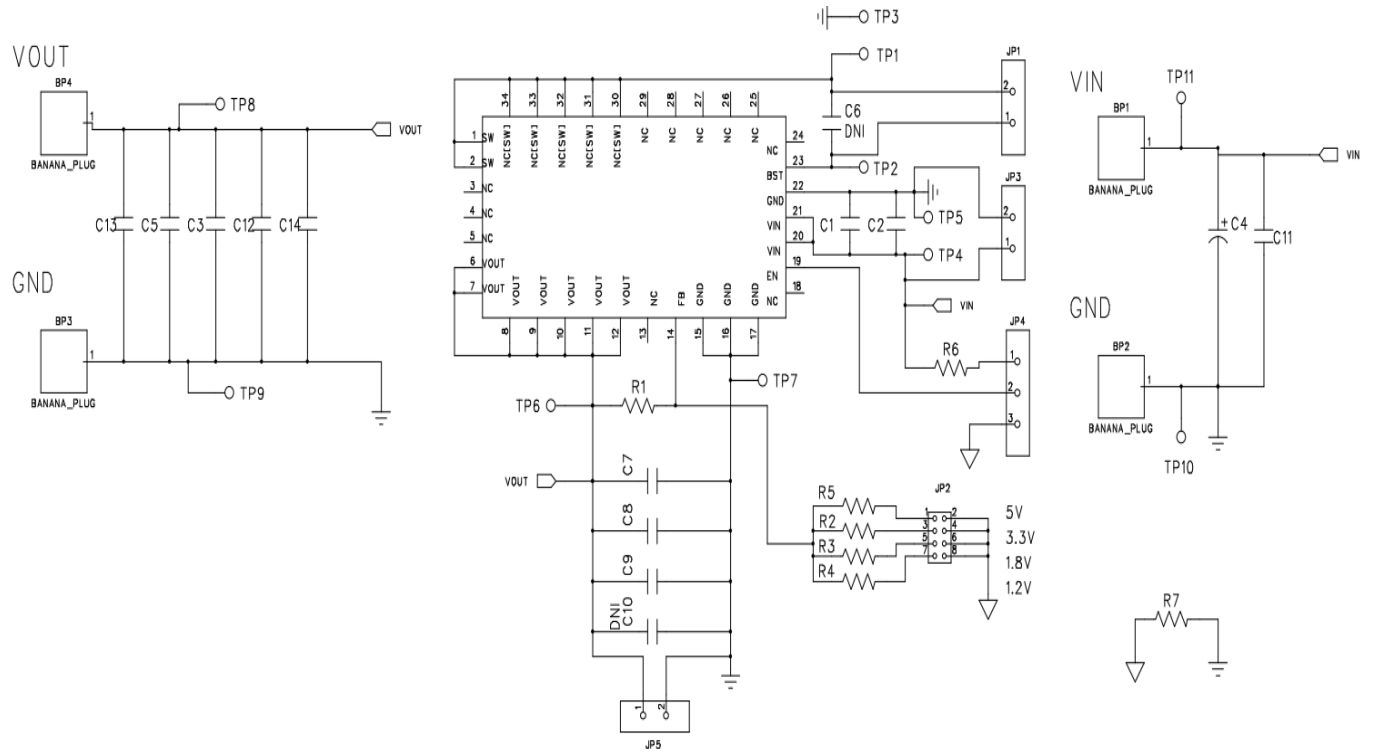 TP3
VOUT
BP4
1
BANANA_PLUG
TP8
VOUT
C13
C5
C3
C12
C14
GND
BP3
1
BANANA_PLUG
TP9
TP1
JP1
2
1
C6
DNI
TP2
34
33
32
31
30
29
28
27
26
25
NC[SW]
NC[SW]
NC[SW]
NC[SW]
NC[SW]
NC
NC
NC
NC
NC
1
SW
2
SW
3
NC
4
NC
5
NC
6
VOUT
7
VOUT
24
NC
23
BST
22
GND
21
VIN
20
VIN
19
EN
18
NC
VOUT
VOUT
VOUT
VOUT
VOUT
NC
FB
GND
GND
GND
8
9
10
11
12
13
14
15
16
17
C1
C2
TP5
TP4
JP3
2
1
VIN
JP4
R6
1
2
3
VIN
BP1
1
BANANA_PLUG
TP11
VIN
C4
+
C11
GND
BP2
1
BANANA_PLUG
TP10
TP6
R1
TP7
VOUT
C7
C8
C9
DNI
C10
1
2
JP5
R5
R2
R3
R4
JP2
1
2
3
4
5
6
7
8
5V
3.3V
1.8V
1.2V
R7